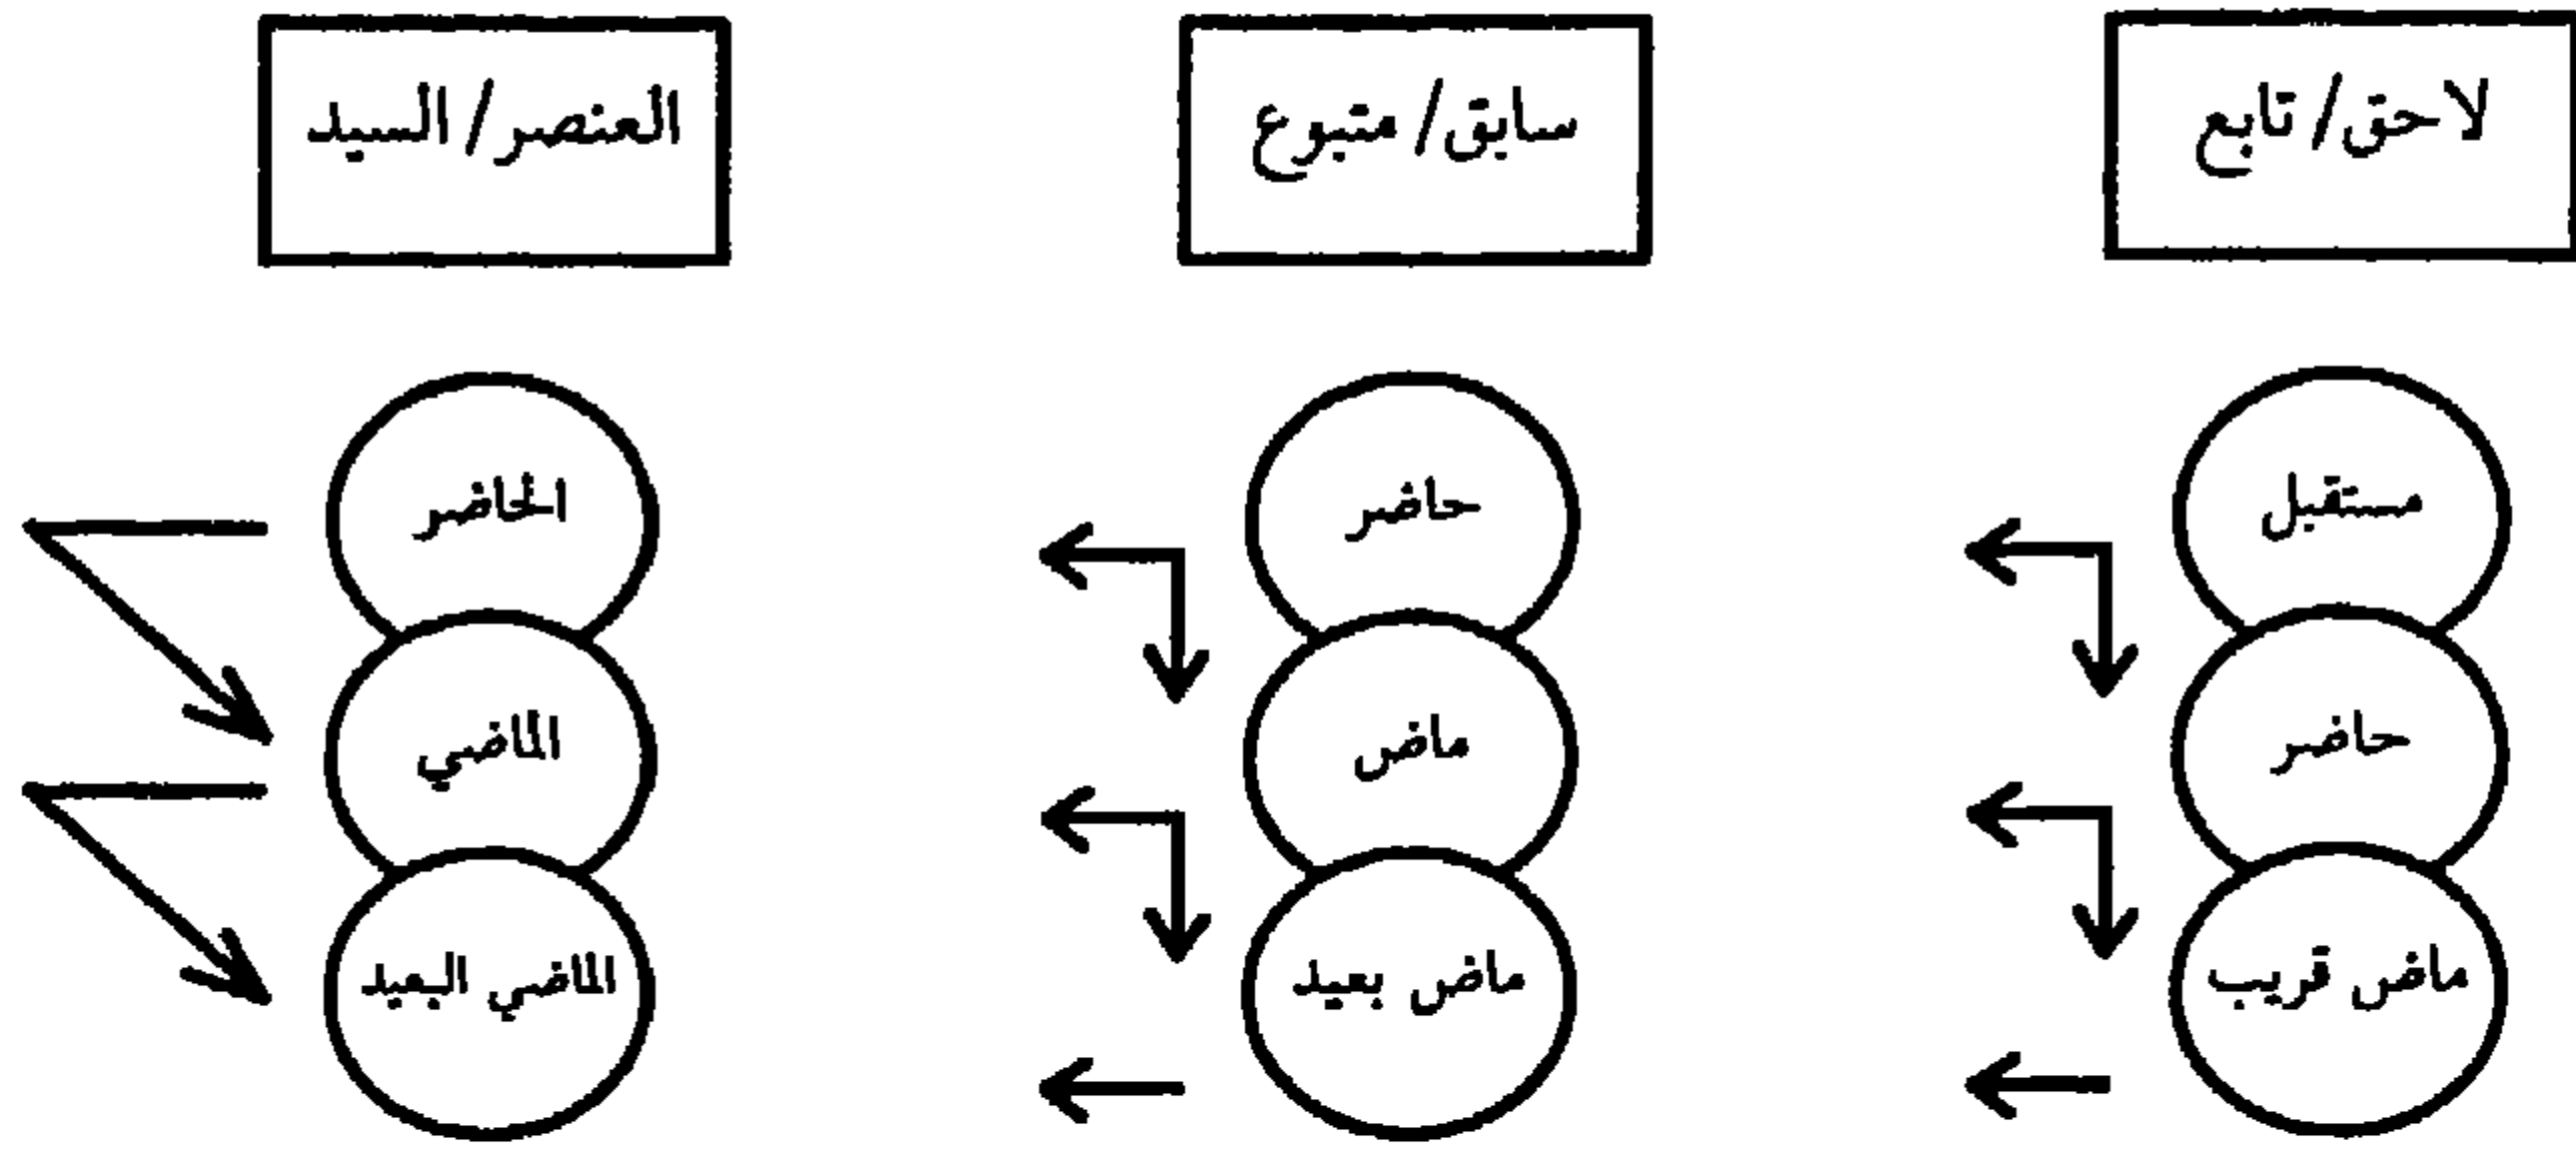 لاحق/ تابع
سابق/ متبوع
العنصر/ السيد
مستقبل
حاضر
الحاضر
حاضر
ماض
الماضي
ماض قريب
ماض بعيد
الماضي البعيد